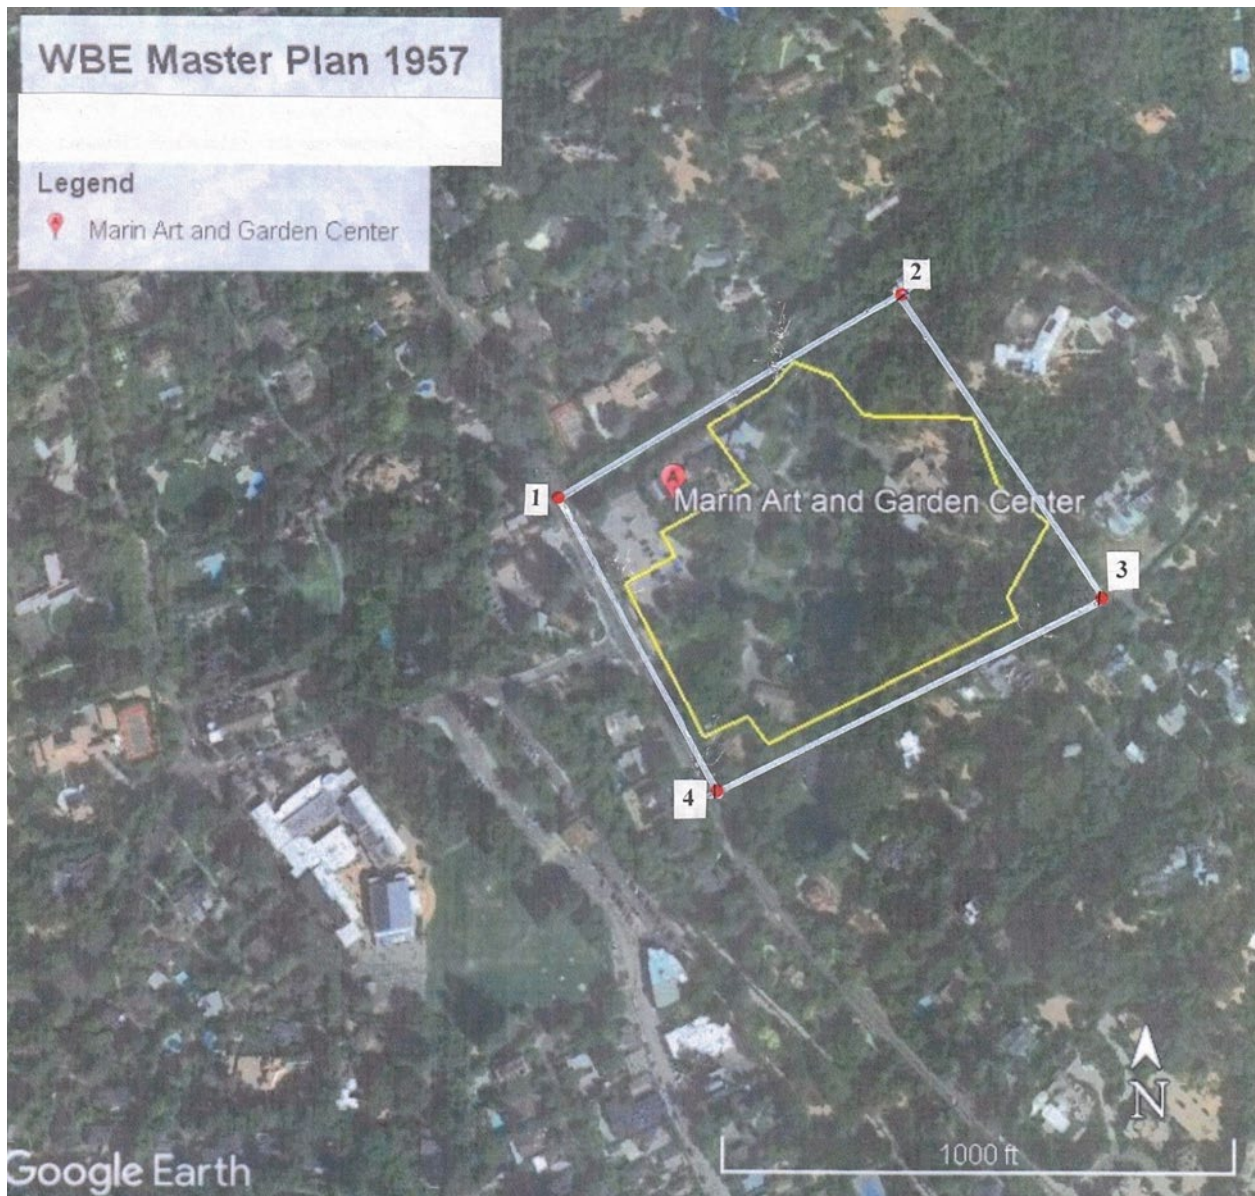 WBE Master Plan 1957
Legend
Marin Art and Garden Center
2
1
A
Marin Art and Garden Center
3
4
N
1000 ft
Google Earth